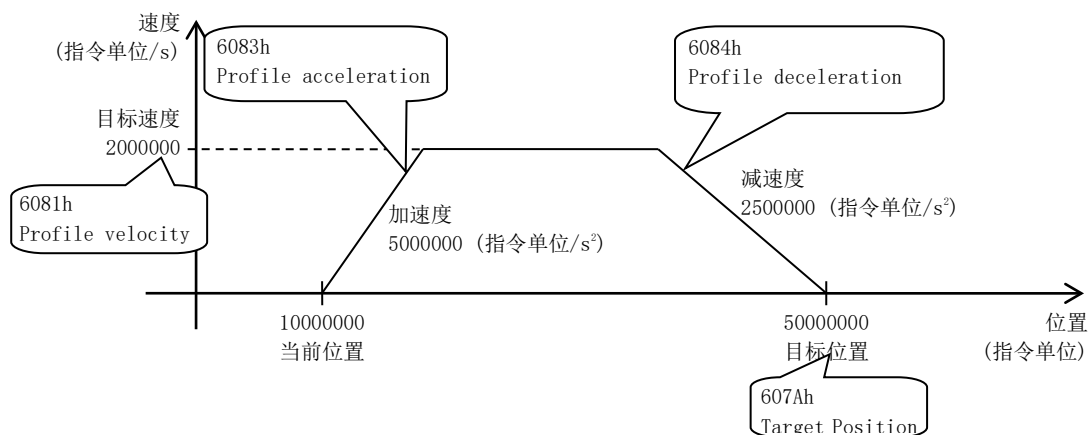 速度
(指令单位/s)
6083h
Profile acceleration
6084h
Profile deceleration
目标速度
2000000
6081h
Profile velocity
加速度
5000000 (指令单位/s²)
减速度
2500000 (指令单位/s²)
10000000
当前位置
50000000
目标位置
位置
(指令单位)
607Ah
Target Position